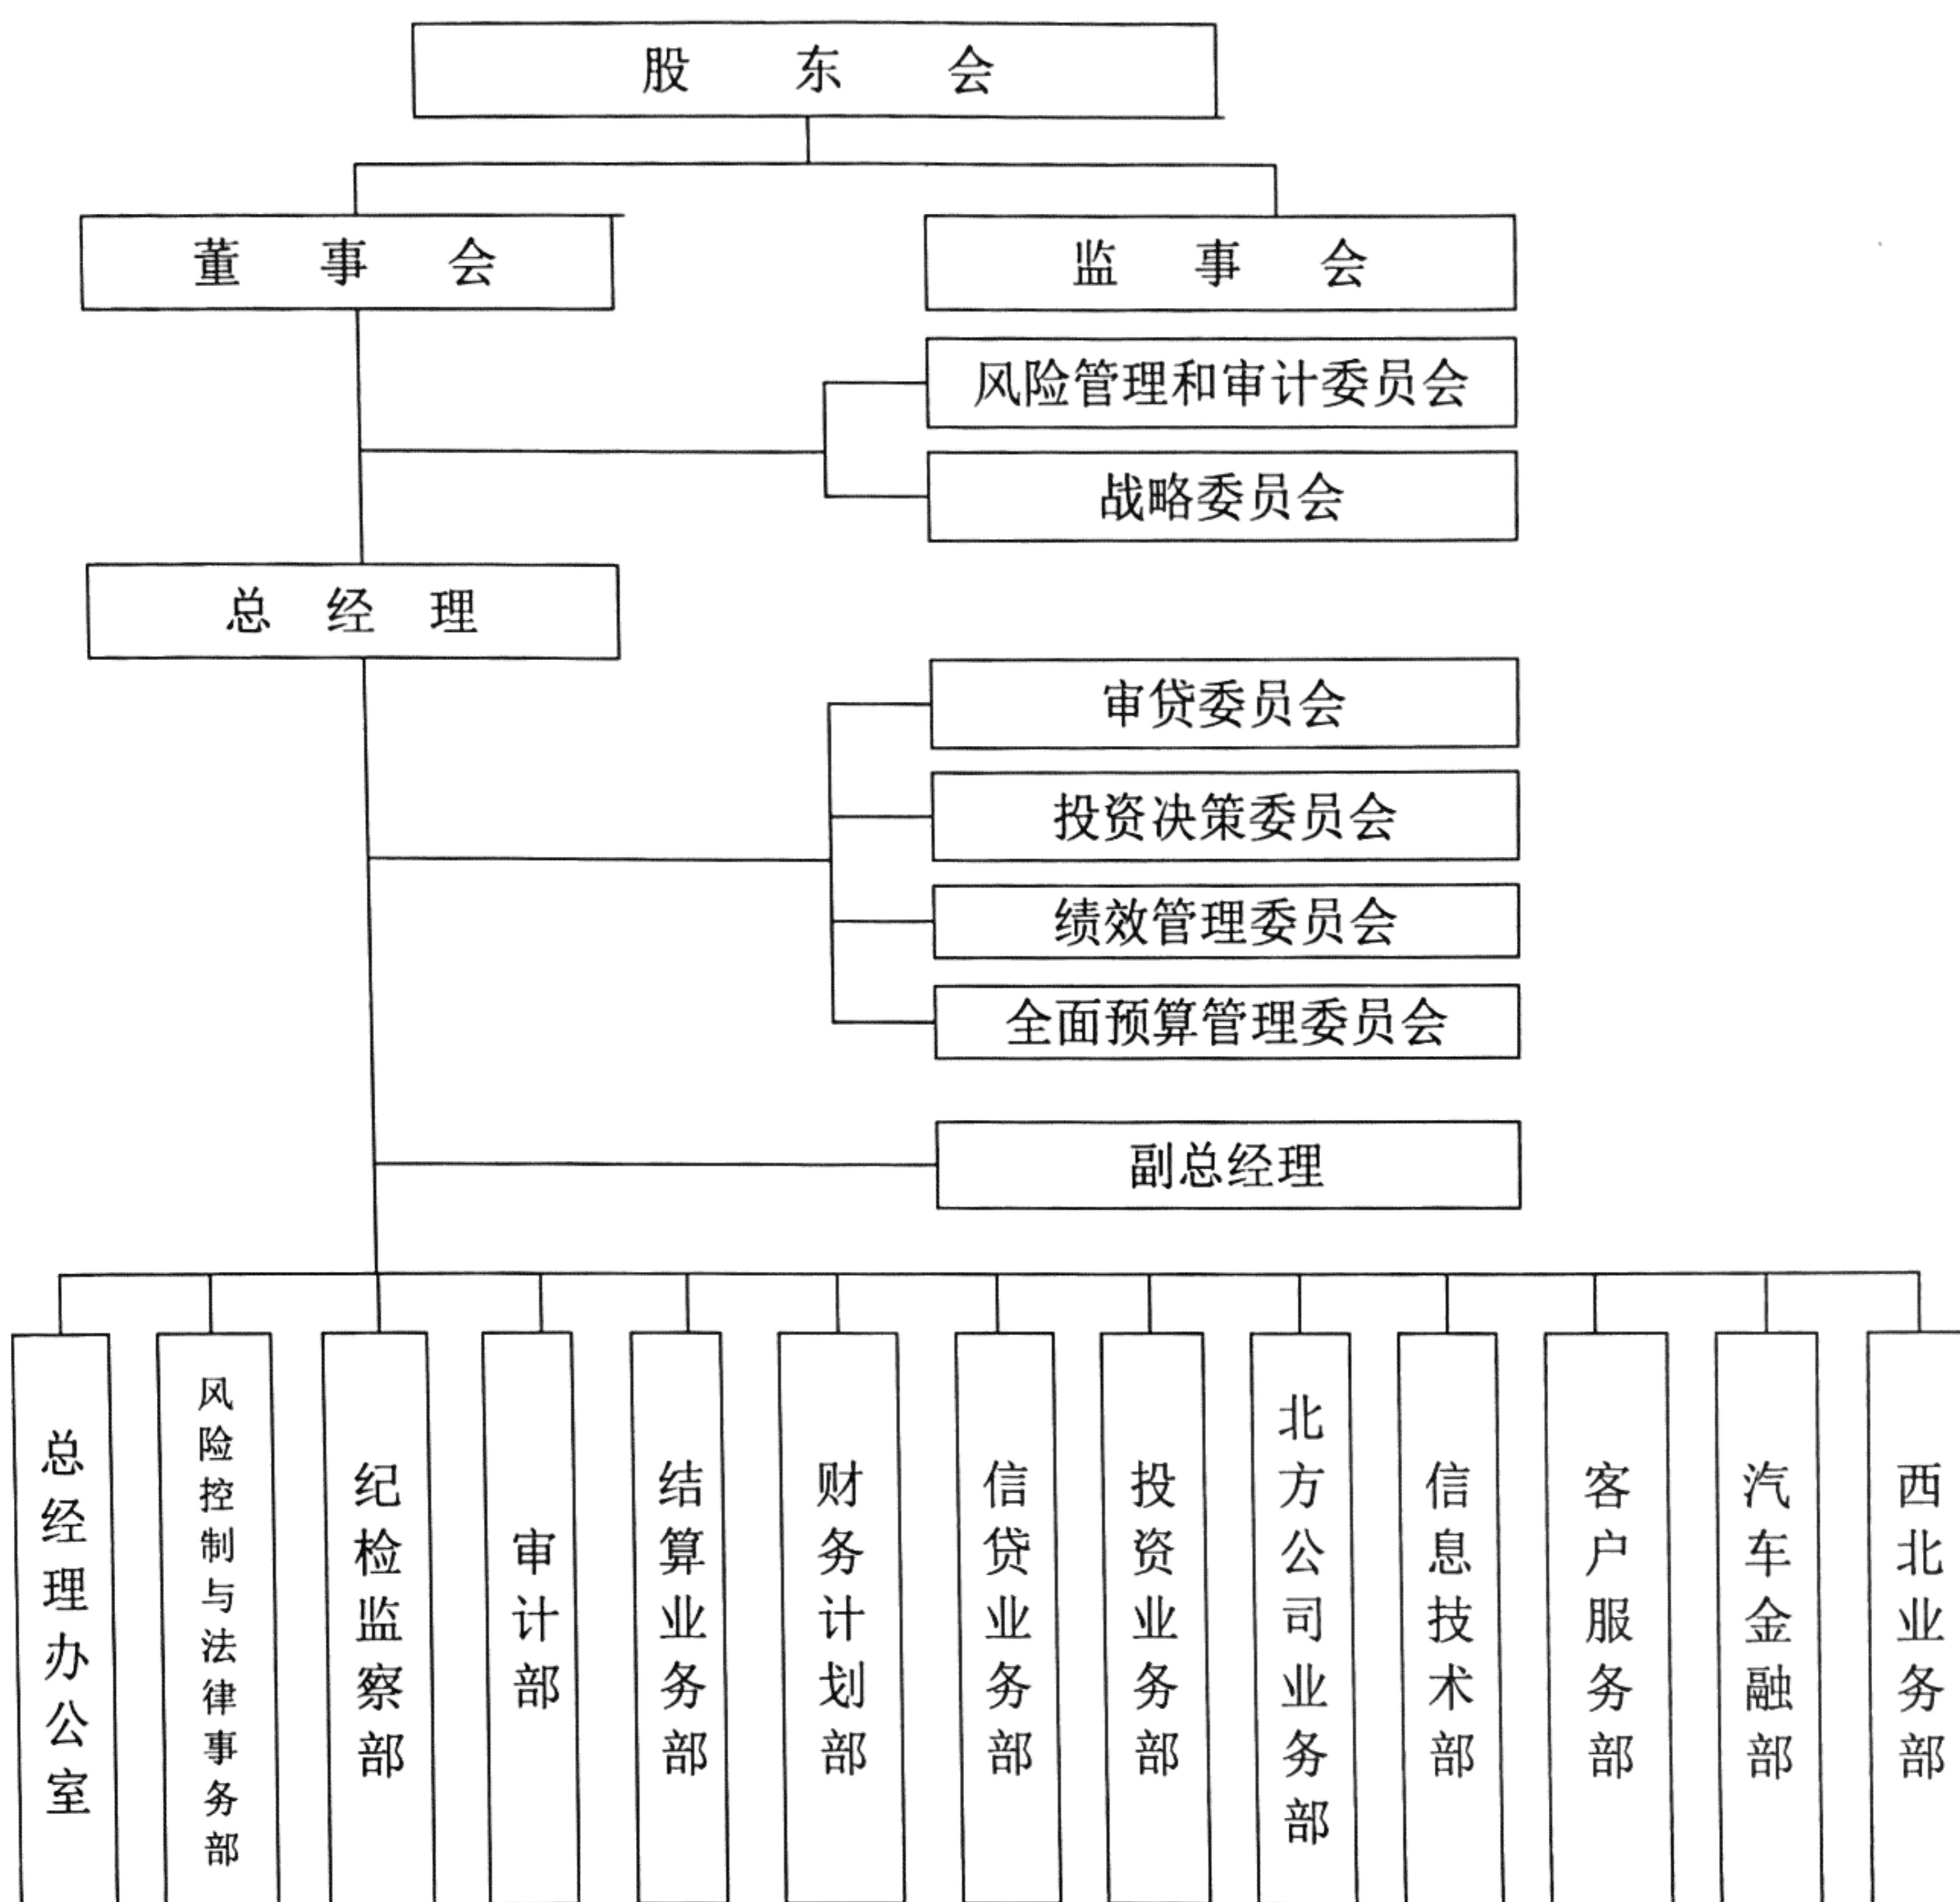 股东会
董事会
监事会
风险管理和审计委员会
战略委员会
总经理
审贷委员会
投资决策委员会
绩效管理委员会
全面预算管理委员会
副总经理
总经理办公室
风险控制与法律事务部
纪检监察部
审计部
结算业务部
财务计划部
信贷业务部
投资业务部
北方公司业务部
信息技术部
客户服务部
汽车金融部
西北业务部